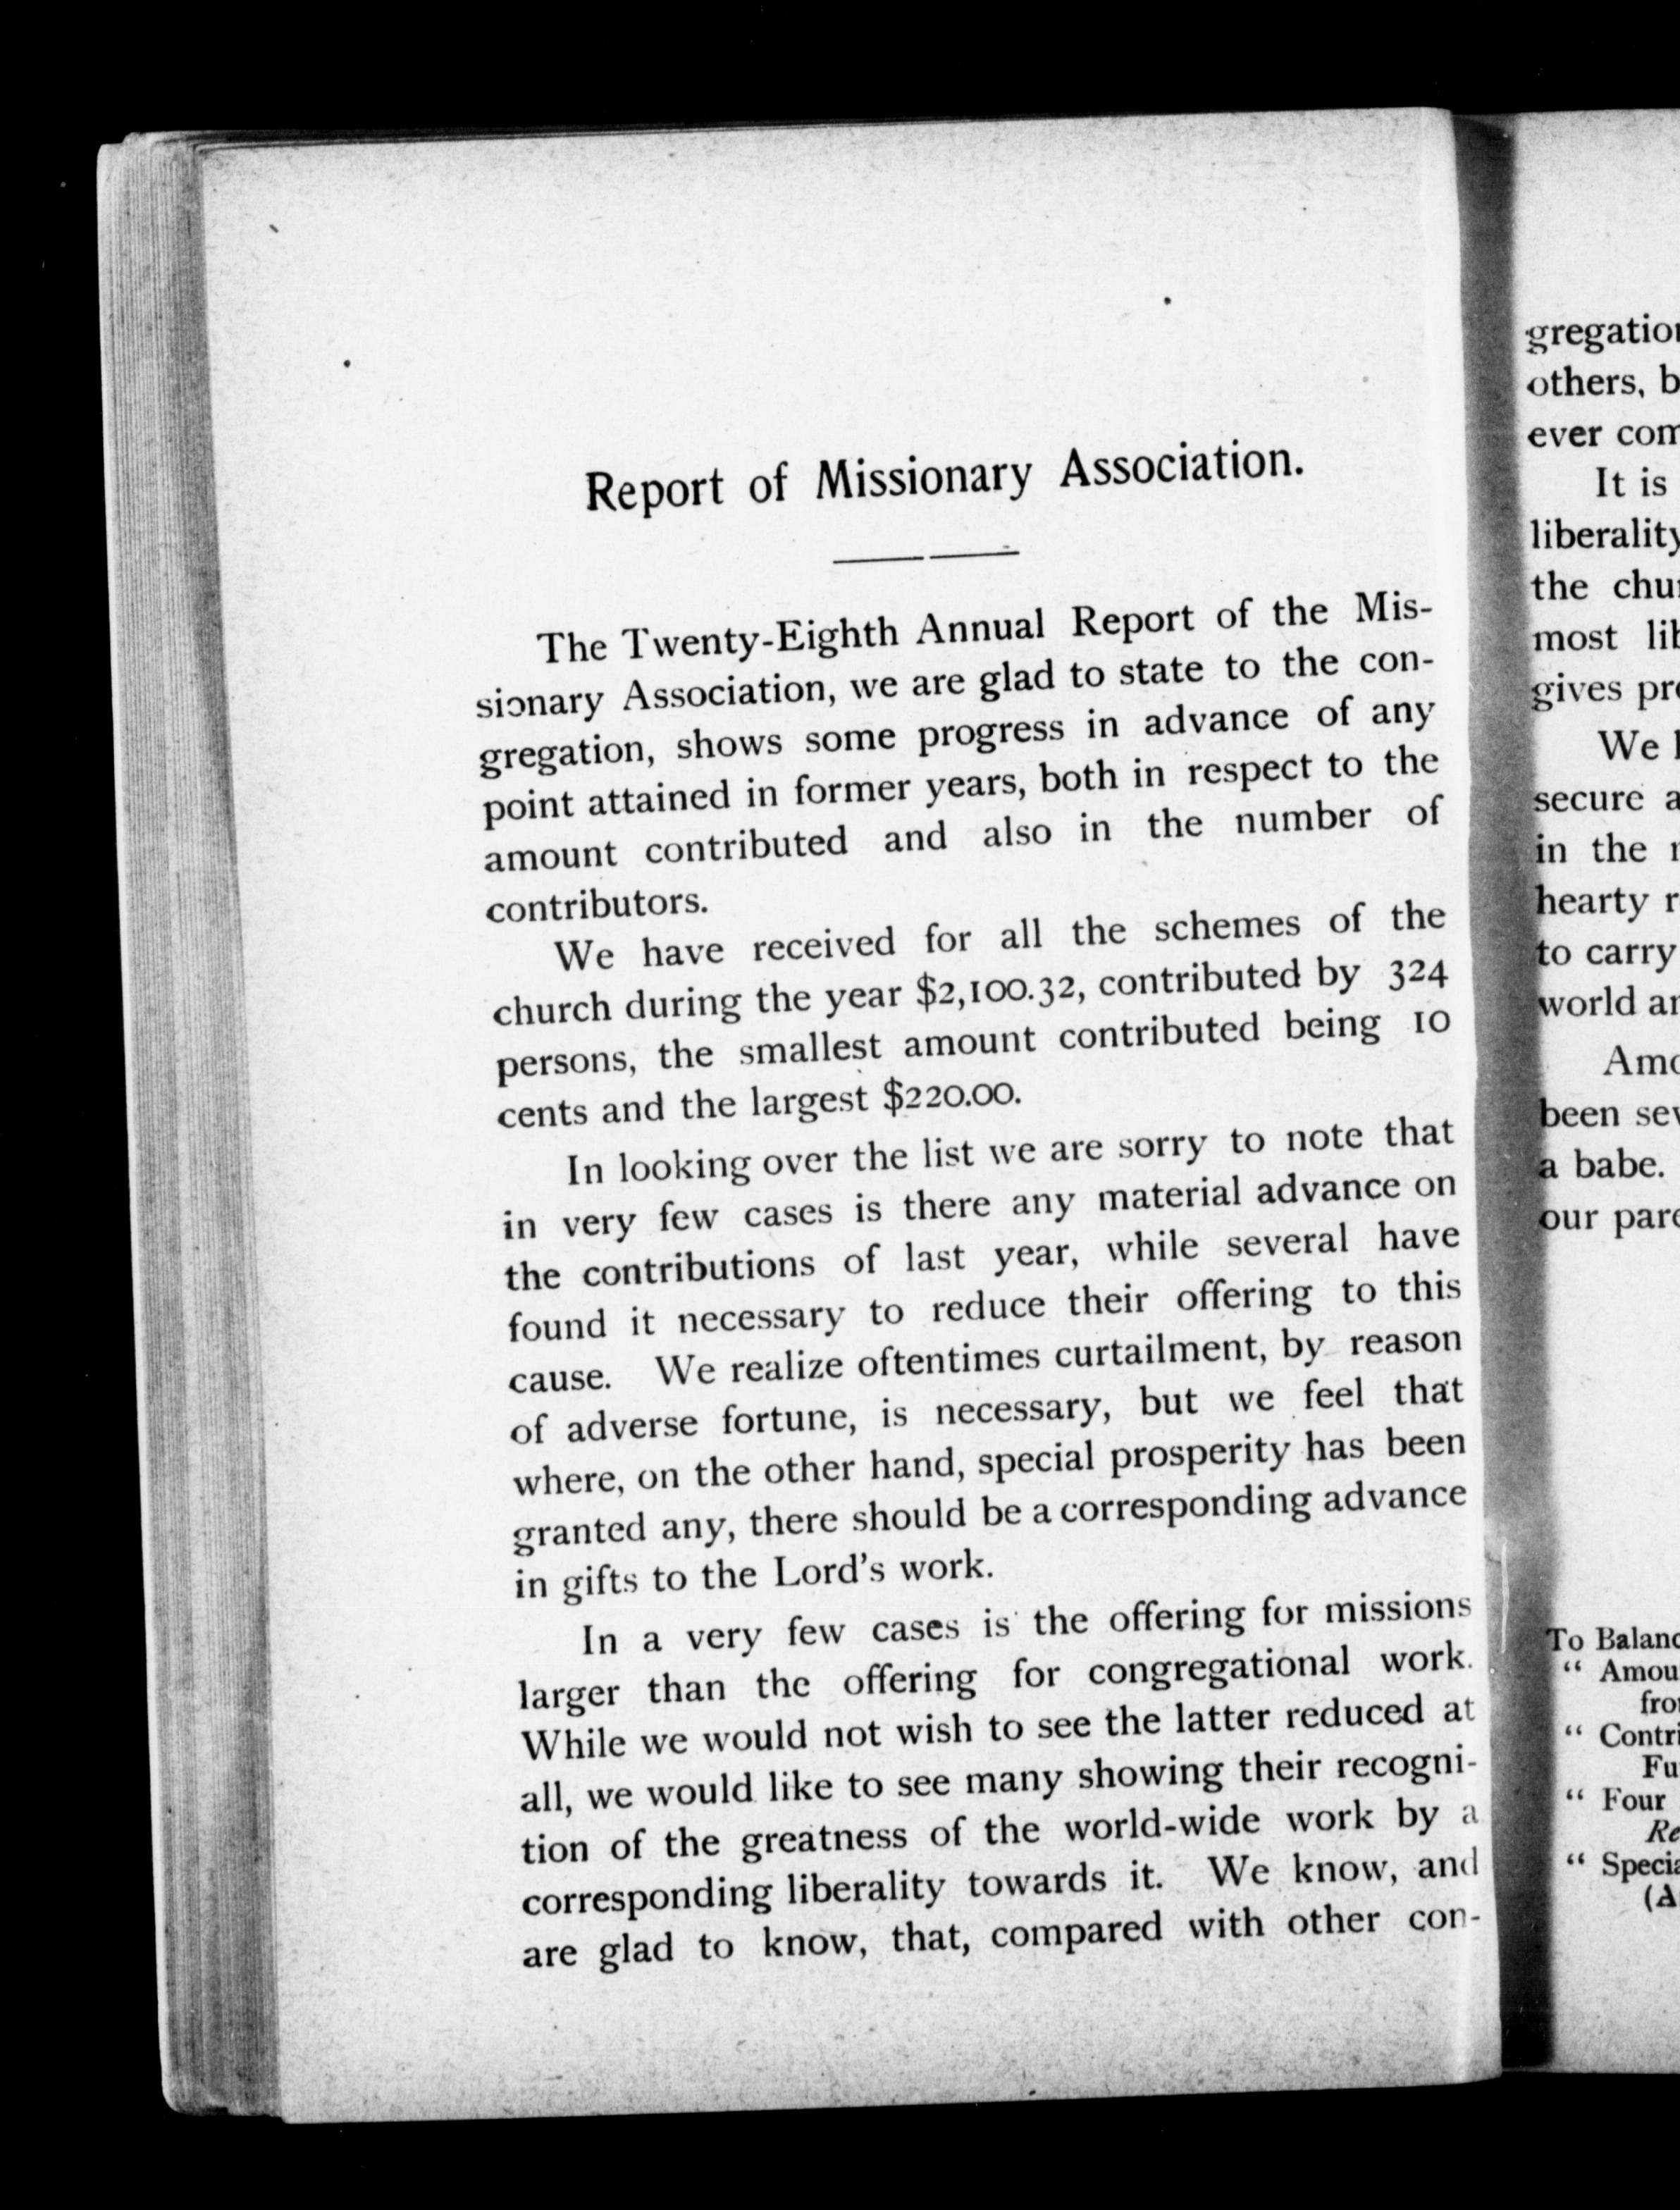 Report of Missionary Association.
The Twenty-Eighth Annual Report of the Mis-
sionary Association, we are glad to state to the con-
gregation, shows some progress in advance of any
point attained in former years, both in respect to the
amount contributed and also in the number of
contributors.
We have received for all the schemes of the
church during the year $2,100.32, contributed by 324
persons, the smallest amount contributed being 10
cents and the largest $220.00.
In looking over the list we are sorry to note that
in very few cases is there any material advance on
the contributions of last year, while several have
found it necessary to reduce their offering to this
cause. We realize oftentimes curtailment, by reason
of adverse fortune, is necessary, but we feel that
where, on the other hand, special prosperity has been
granted any, there should be a corresponding advance
in gifts to the Lord's work.
In a very few cases is the offering for missions
larger than the offering for congregational work.
While we would not wish to see the latter reduced at
all, we would like to see many showing their recogni-
tion of the greatness of the world-wide work by a
corresponding liberality towards it. We know, and
are glad to know, that, compared with other con-
others,
ever
It is
liberality
the
most
gives
We
secure
in the
hearty
to carry
world
been
a babe.
our
To
"
"
" Four
"